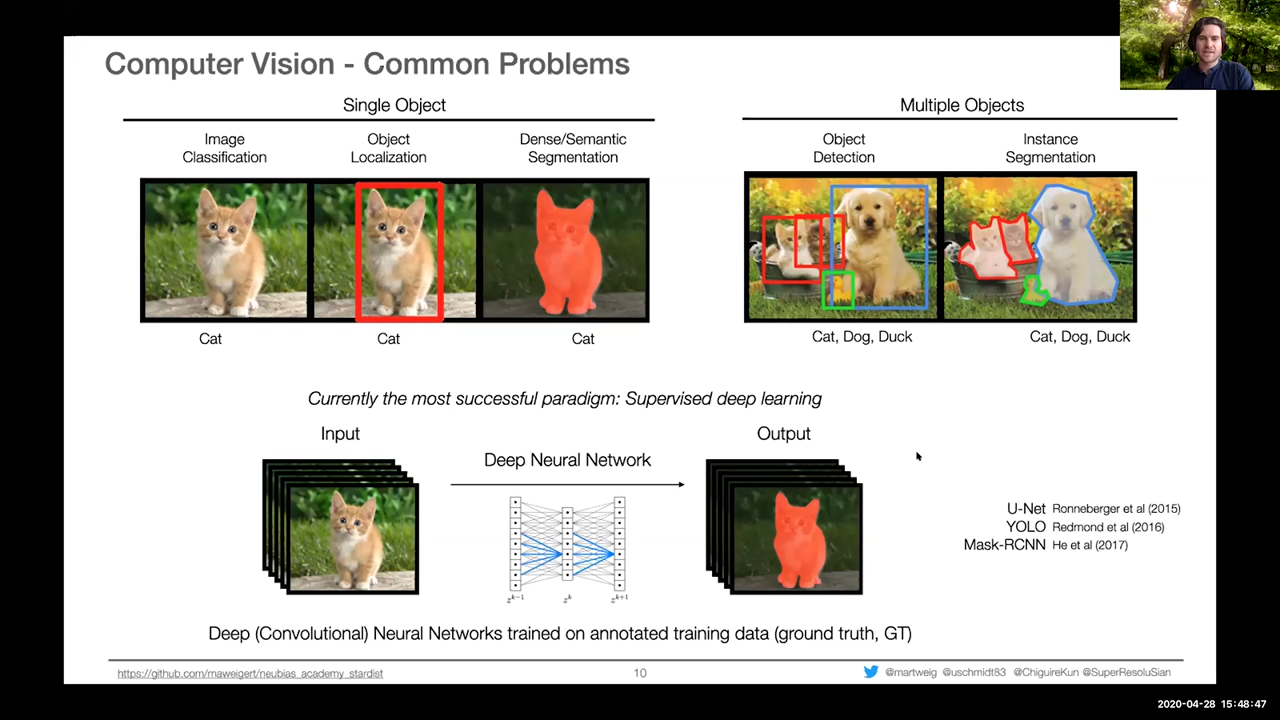 Computer Vision - Common Problems
Single Object
Image
Classification
Object
Localization
Dense/Semantic
Segmentation
Cat
Cat
Cat
Multiple Objects
Object
Detection
Instance
Segmentation
Cat, Dog, Duck
Cat, Dog, Duck
Currently the most successful paradigm: Supervised deep learning
Input
Deep Neural Network
Output
z^{k−1}
z^k
z^{k+1}
U-Net Ronneberger et al (2015)
YOLO Redmond et al (2016)
Mask-RCNN He et al (2017)
Deep (Convolutional) Neural Networks trained on annotated training data (ground truth, GT)
https://github.com/maweigert/neubias_academy_stardist
10
@martweig @uschmidt83 @ChiguireKun @SuperResoluSian
2020-04-28 15:48:47